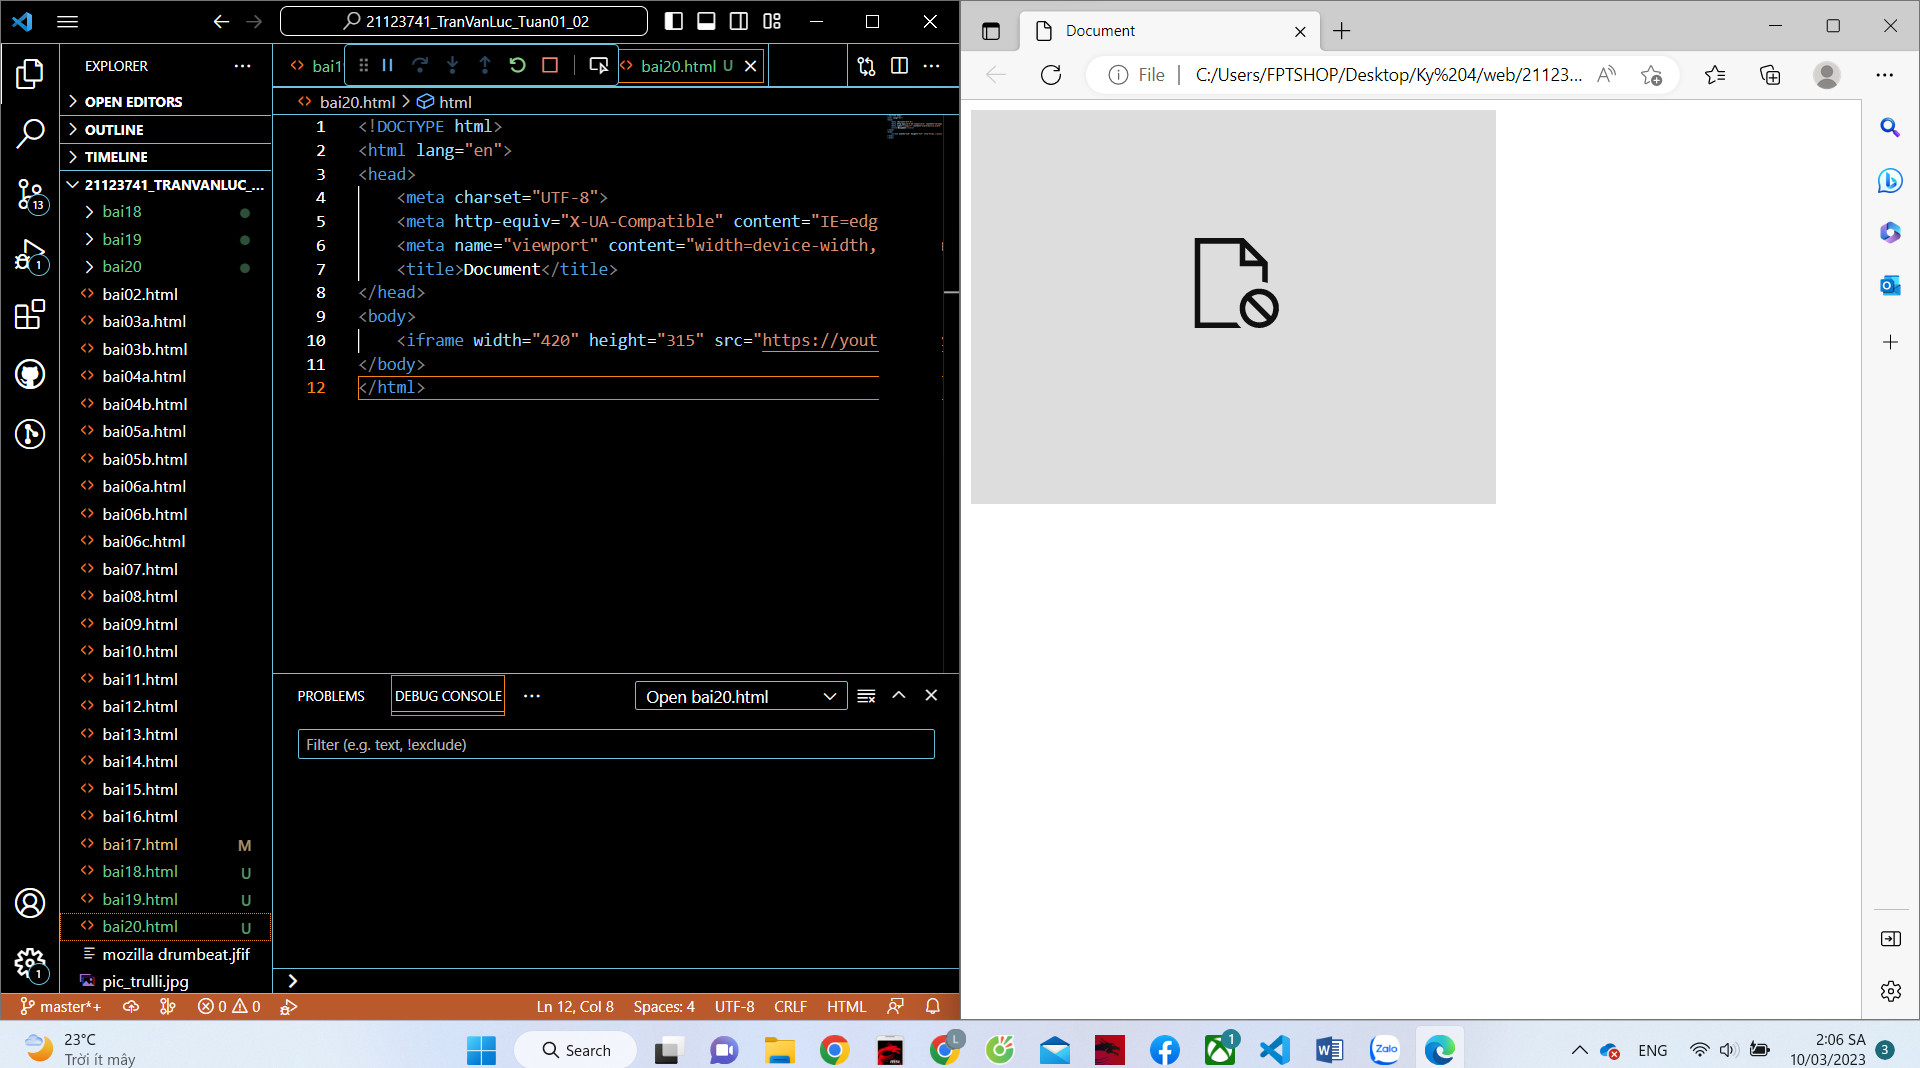 21123741_TranVanLuc_Tuan01_02
EXPLORER
OPEN EDITORS
OUTLINE
TIMELINE
21123741_TRANVANLUC_...
bai18
bai19
bai20
bai02.html
bai03a.html
bai03b.html
bai04a.html
bai04b.html
bai05a.html
bai05b.html
bai06a.html
bai06b.html
bai06c.html
bai07.html
bai08.html
bai09.html
bai10.html
bai11.html
bai12.html
bai13.html
bai14.html
bai15.html
bai16.html
bai17.html M
bai18.html U
bai19.html U
bai20.html U
mozilla drumbeat.jfif
pic_trulli.jpg
13
1
1
bai1
bai20.html U
bai20.html > html
1 <!DOCTYPE html>
2 <html lang="en">
3 <head>
4 <meta charset="UTF-8">
5 <meta http-equiv="X-UA-Compatible" content="IE=edg
6 <meta name="viewport" content="width=device-width,
7 <title>Document</title>
8 </head>
9 <body>
10 <iframe width="420" height="315" src="https://yout
11 </body>
12 </html>
PROBLEMS DEBUG CONSOLE ... Open bai20.html
Filter (e.g. text, !exclude)
master*+ 0 0 Ln 12, Col 8 Spaces: 4 UTF-8 CRLF HTML
Document
File C:/Users/FPTSHOP/Desktop/Ky%204/web/21123...
23°C
Trời ít mây
Search
L
1
Zalo
ENG
2:06 SA
10/03/2023
3